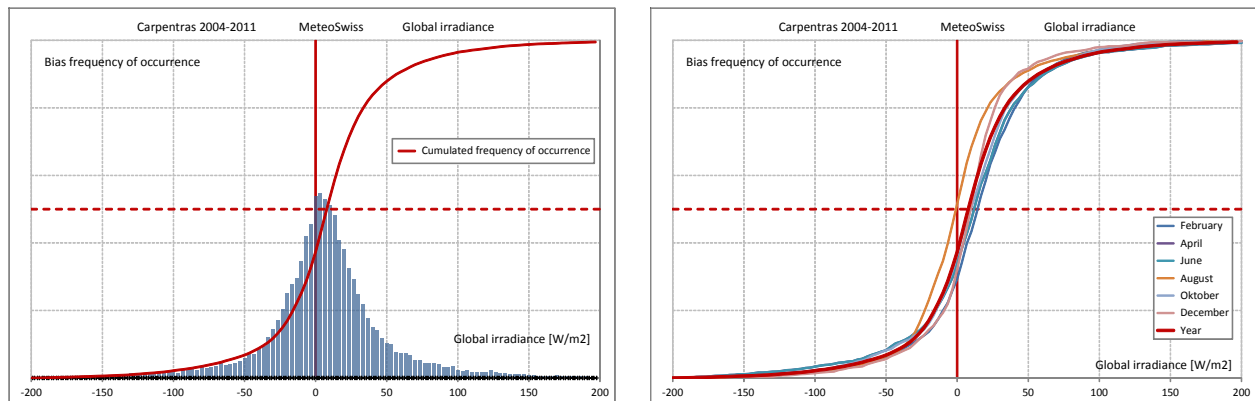 Carpentras 2004-2011 MeteoSwiss Global irradiance
Bias frequency of occurrence
Cumulated frequency of occurrence
Global irradiance [W/m2]
-200 -150 -100 -50 0 50 100 150 200
Carpentras 2004-2011 MeteoSwiss Global irradiance
Bias frequency of occurrence
February
April
June
August
Oktober
December
Year
Global irradiance [W/m2]
-200 -150 -100 -50 0 50 100 150 200